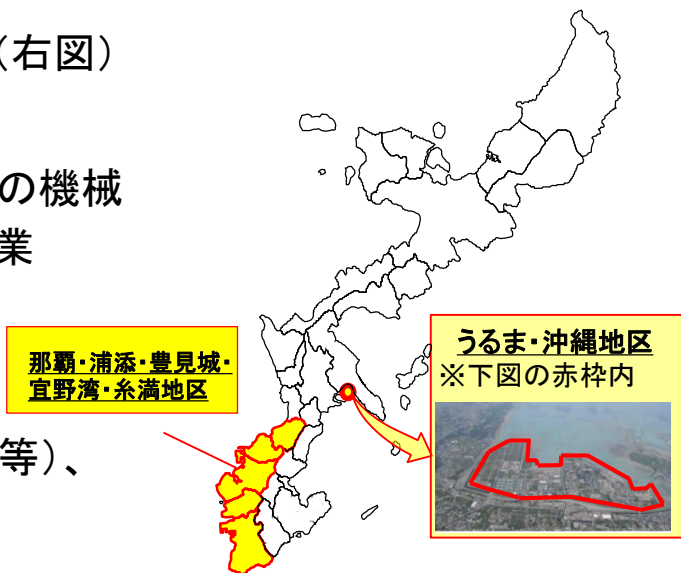 （右図）
の機械
業
那覇・浦添・豊見城・
宜野湾・糸満地区
うるま・沖縄地区
※下図の赤枠内
等）、